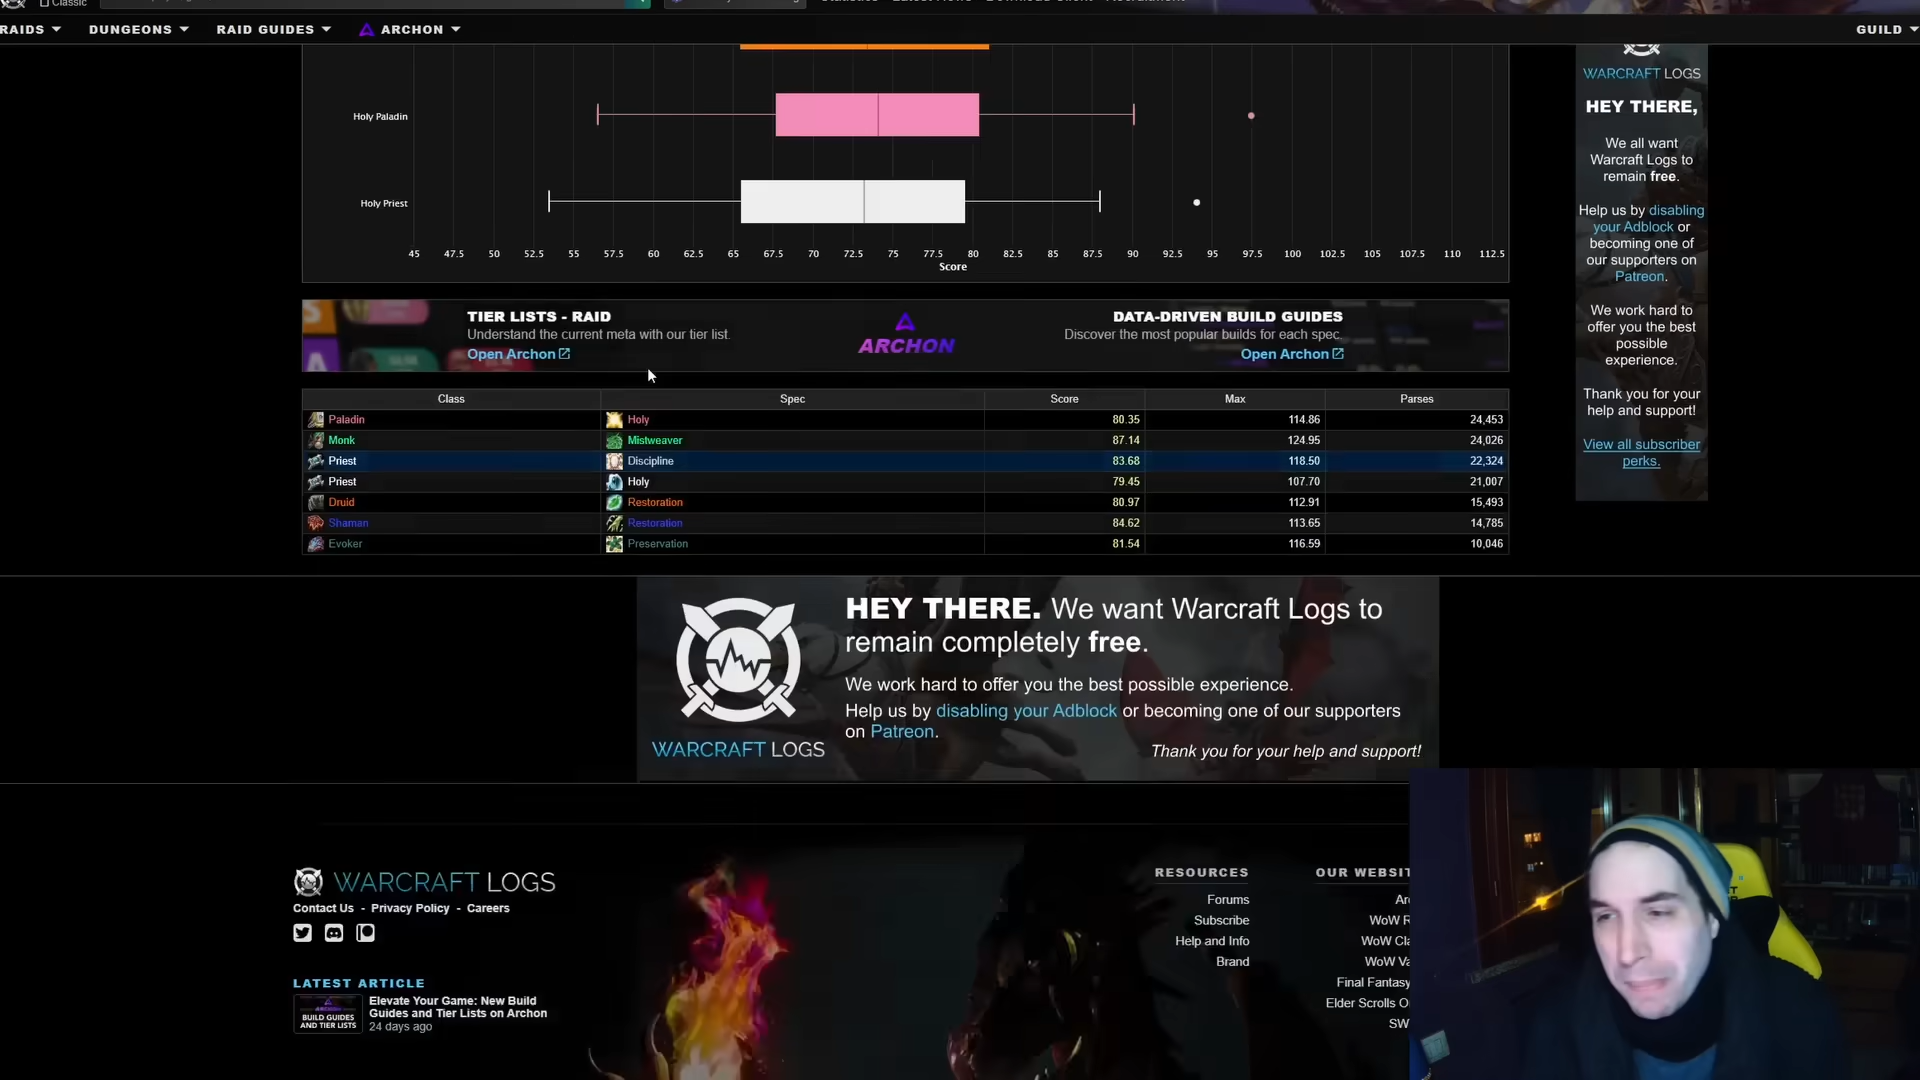 Classic
RAIDS
DUNGEONS
RAID GUIDES
ARCHON
GUILD
Holy Paladin
Holy Priest
45 47.5 50 52.5 55 57.5 60 62.5 65 67.5 70 72.5 75 77.5 80 82.5 85 87.5 90 92.5 95 97.5 100 102.5 105 107.5 110 112.5
Score
TIER LISTS - RAID
Understand the current meta with our tier list.
Open Archon
ARCHON
DATA-DRIVEN BUILD GUIDES
Discover the most popular builds for each spec.
Open Archon
Class Spec Score Max Parses
Paladin Holy 80.35 114.86 24,453
Monk Mistweaver 87.14 124.95 24,026
Priest Discipline 83.68 118.50 22,324
Priest Holy 79.45 107.70 21,007
Druid Restoration 80.97 112.91 15,493
Shaman Restoration 84.62 113.65 14,785
Evoker Preservation 81.54 116.59 10,046
WARCRAFT LOGS
HEY THERE,
We all want
Warcraft Logs to
remain free.
Help us by disabling
your Adblock or
becoming one of
our supporters on
Patreon.
We work hard to
offer you the best
possible
experience.
Thank you for your
help and support!
View all subscriber
perks.
HEY THERE. We want Warcraft Logs to
remain completely free.
We work hard to offer you the best possible experience.
Help us by disabling your Adblock or becoming one of our supporters
on Patreon.
Thank you for your help and support!
WARCRAFT LOGS
WARCRAFT LOGS
Contact Us - Privacy Policy - Careers
LATEST ARTICLE
ARCHON
BUILD GUIDES
AND TIER LISTS
Elevate Your Game: New Build
Guides and Tier Lists on Archon
24 days ago
RESOURCES
Forums
Subscribe
Help and Info
Brand
OUR WEBSIT
Ar
WoW R
WoW Cla
WoW Va
Final Fantasy
Elder Scrolls O
SW